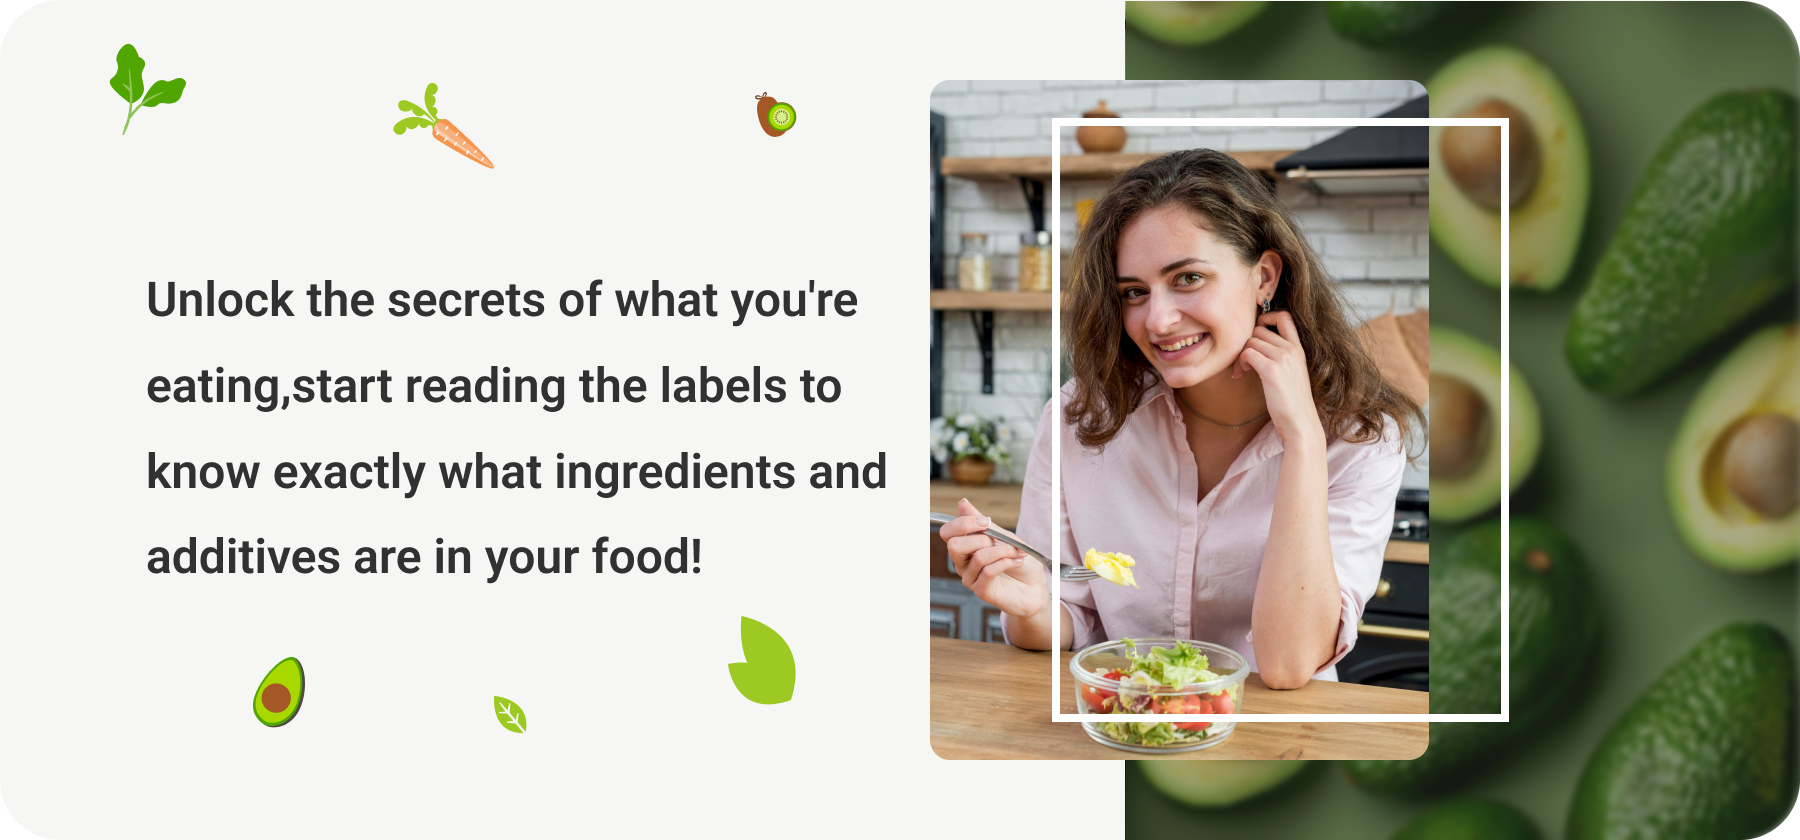 Unlock the secrets of what you're
eating,start reading the labels to
know exactly what ingredients and
additives are in your food!